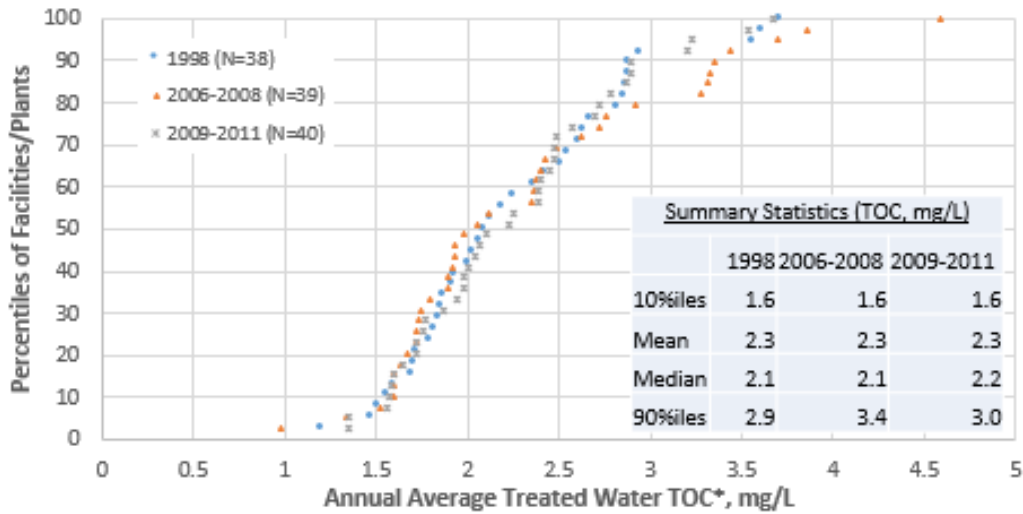 100
90
80
70
60
50
40
30
20
10
0
Percentiles of Facilities/Plants
1998 (N=38)
2006-2008 (N=39)
2009-2011 (N=40)
Summary Statistics (TOC, mg/L)
1998 2006-2008 2009-2011
10%iles 1.6 1.6 1.6
Mean 2.3 2.3 2.3
Median 2.1 2.1 2.2
90%iles 2.9 3.4 3.0
0 0.5 1 1.5 2 2.5 3 3.5 4 4.5 5
Annual Average Treated Water TOC*, mg/L